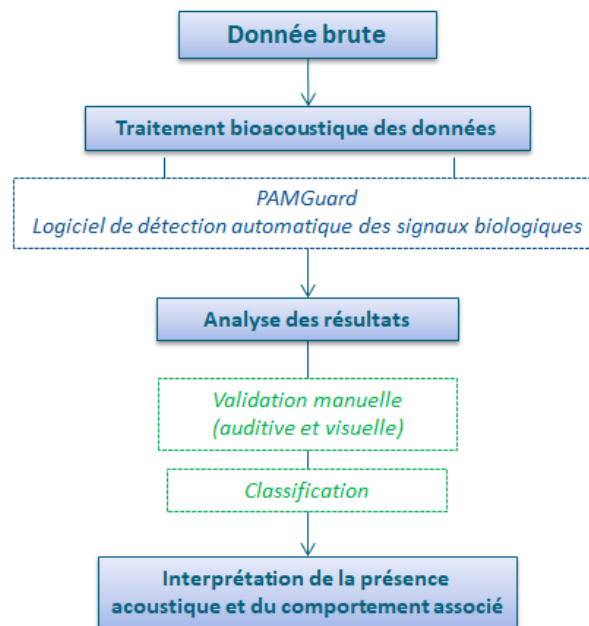 Donnée brute
Traitement bioacoustique des données
PAMGuard
Logiciel de détection automatique des signaux biologiques
Analyse des résultats
Validation manuelle
(auditive et visuelle)
Classification
Interprétation de la présence
acoustique et du comportement associé